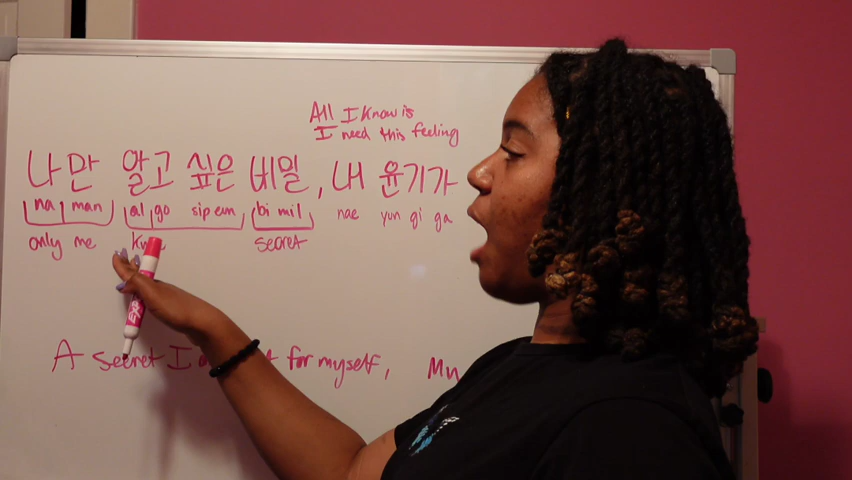 All I know is
I need this feeling
나만 알고 싶은 비밀, 내 윤기가
na man al go sip eun bi mil nae yun gi ga
only me secret
A secret I for myself,